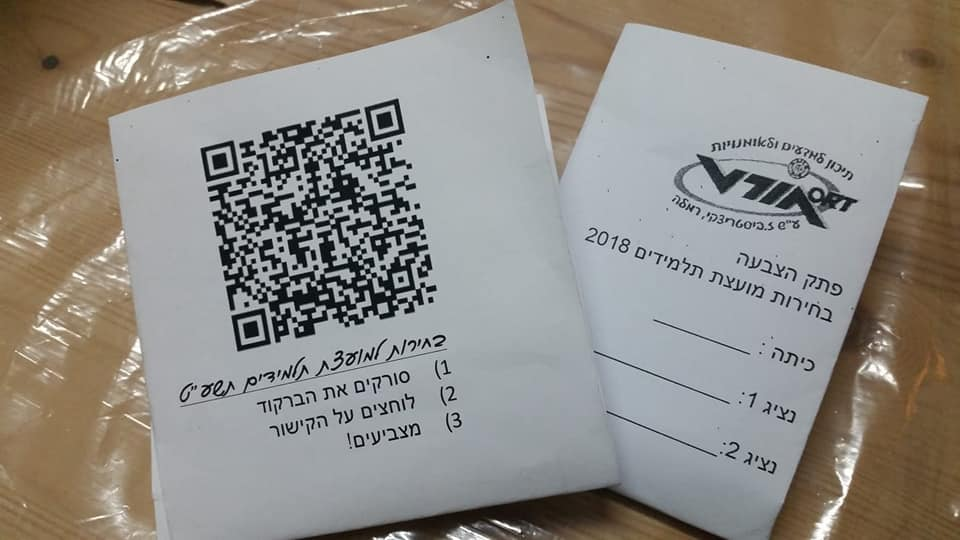 בחירות למועצת תלמידים תשע"ט
1) סורקים את הברקוד
2) לוחצים על הקישור
3) מצביעים!
תיכון למדעים ולאומנויות
אורט ORT
ע"ש ז.ביסטריצקי, רמלה
פתק הצבעה
בחירות מועצת תלמידים 2018
כיתה : ________
נציג 1: ________
נציג 2: ________